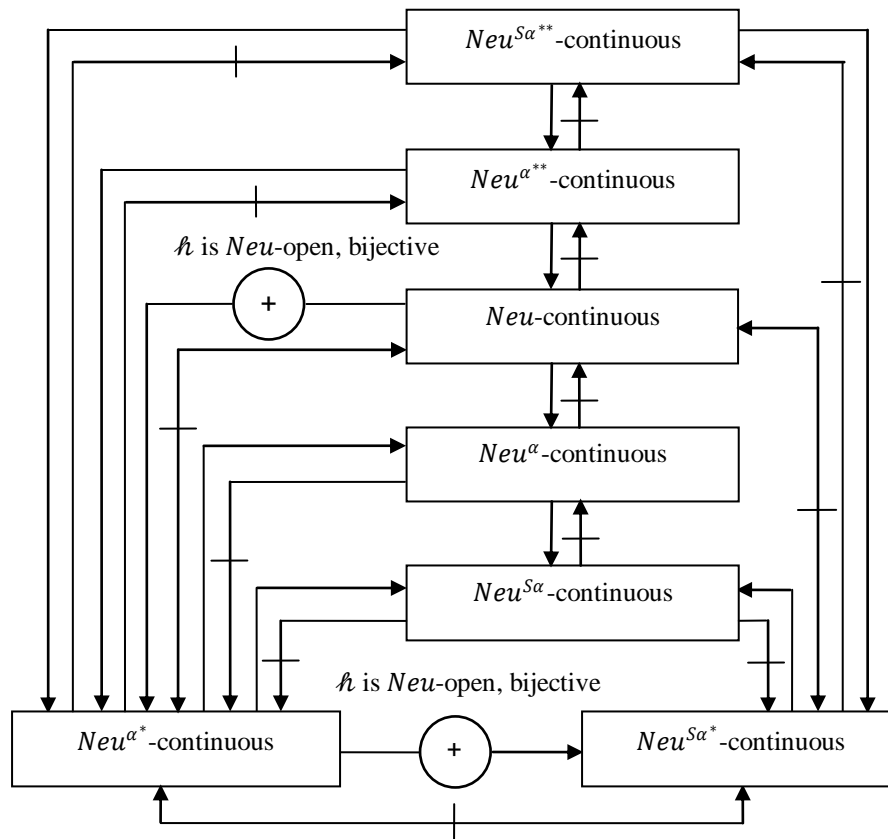 𝑁𝑒𝑢^{𝑆𝛼**}-continuous
𝑁𝑒𝑢^{𝛼**}-continuous
𝒽 is 𝑁𝑒𝑢-open, bijective
+
𝑁𝑒𝑢-continuous
𝑁𝑒𝑢^{𝛼}-continuous
𝑁𝑒𝑢^{𝑆𝛼}-continuous
𝒽 is 𝑁𝑒𝑢-open, bijective
𝑁𝑒𝑢^{𝛼*}-continuous
+
𝑁𝑒𝑢^{𝑆𝛼*}-continuous